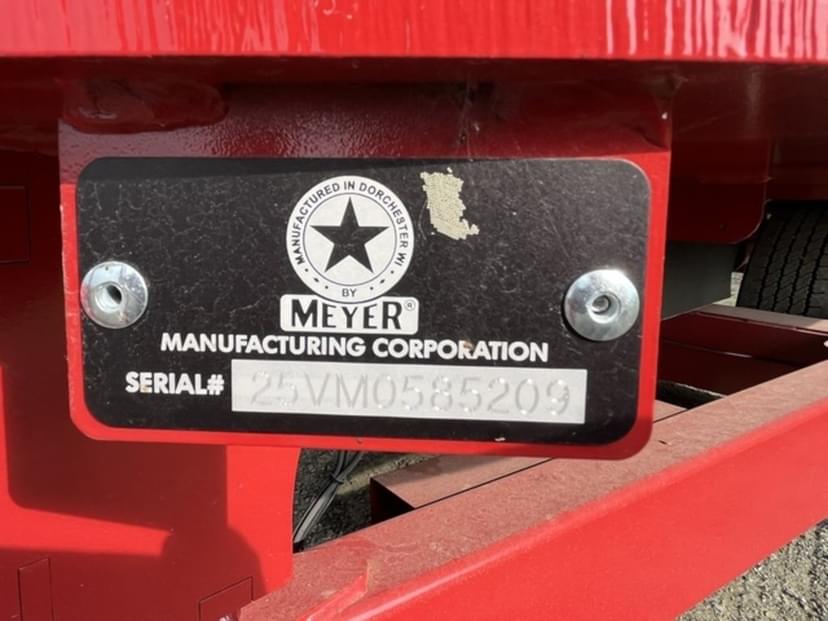 MANUFACTURED IN DORCHESTER WI
BY
MEYER®
MANUFACTURING CORPORATION
SERIAL# 25VM0585209